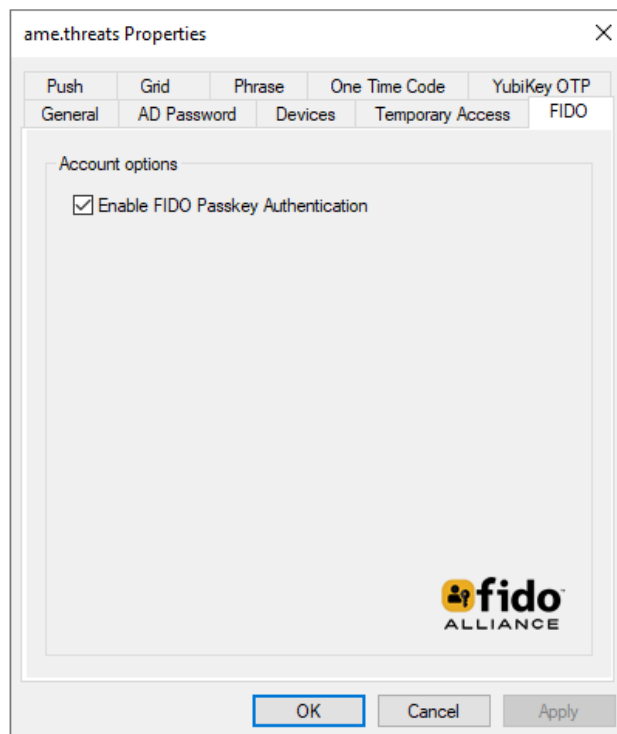 ame.threats Properties
Push Grid Phrase One Time Code YubiKey OTP
General AD Password Devices Temporary Access FIDO
Account options
Enable FIDO Passkey Authentication
fido™
ALLIANCE
OK Cancel Apply